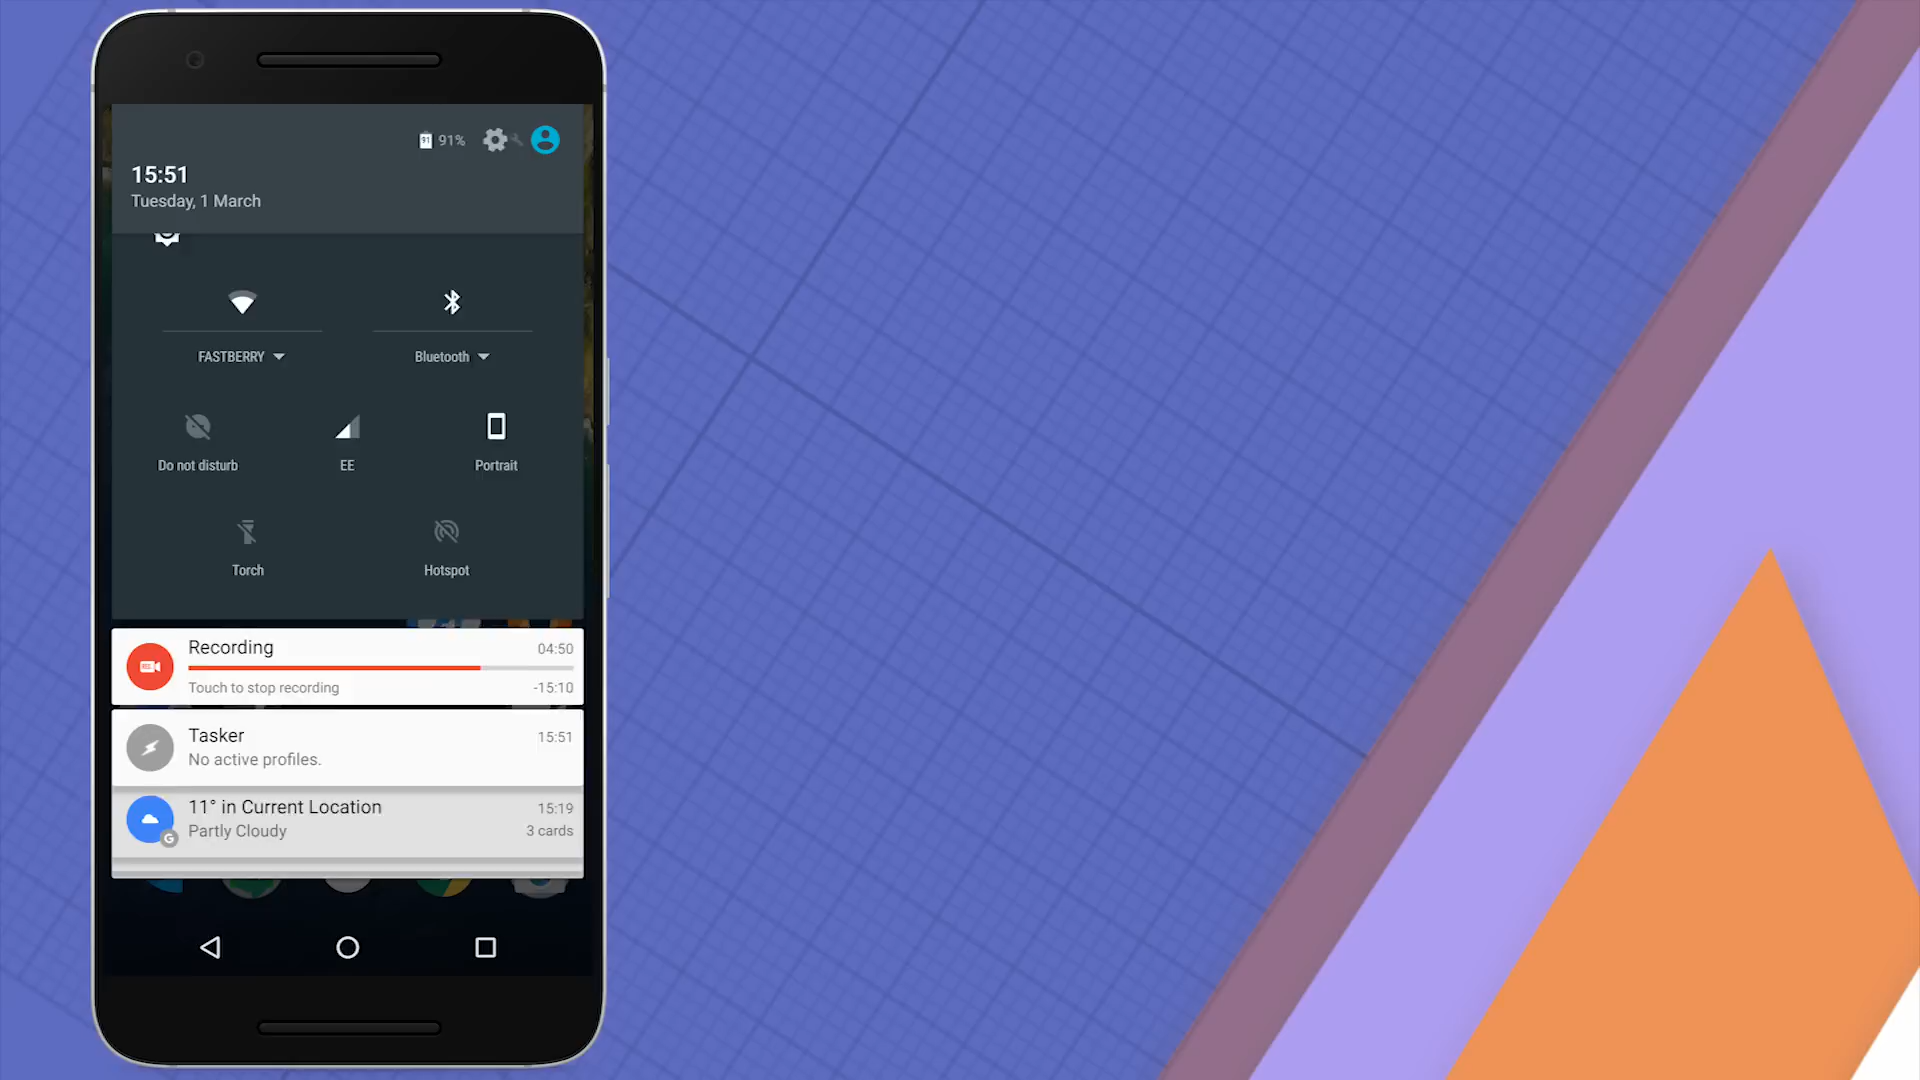 91 91%
15:51
Tuesday, 1 March
FASTBERRY Bluetooth
Do not disturb EE Portrait
Torch Hotspot
Recording 04:50
Touch to stop recording -15:10
Tasker 15:51
No active profiles.
11° in Current Location 15:19
Partly Cloudy 3 cards
G